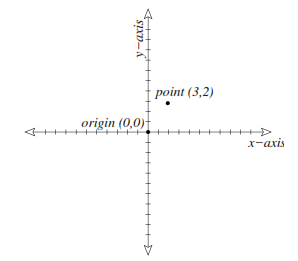 y−axis
point (3,2)
origin (0,0)
x−axis